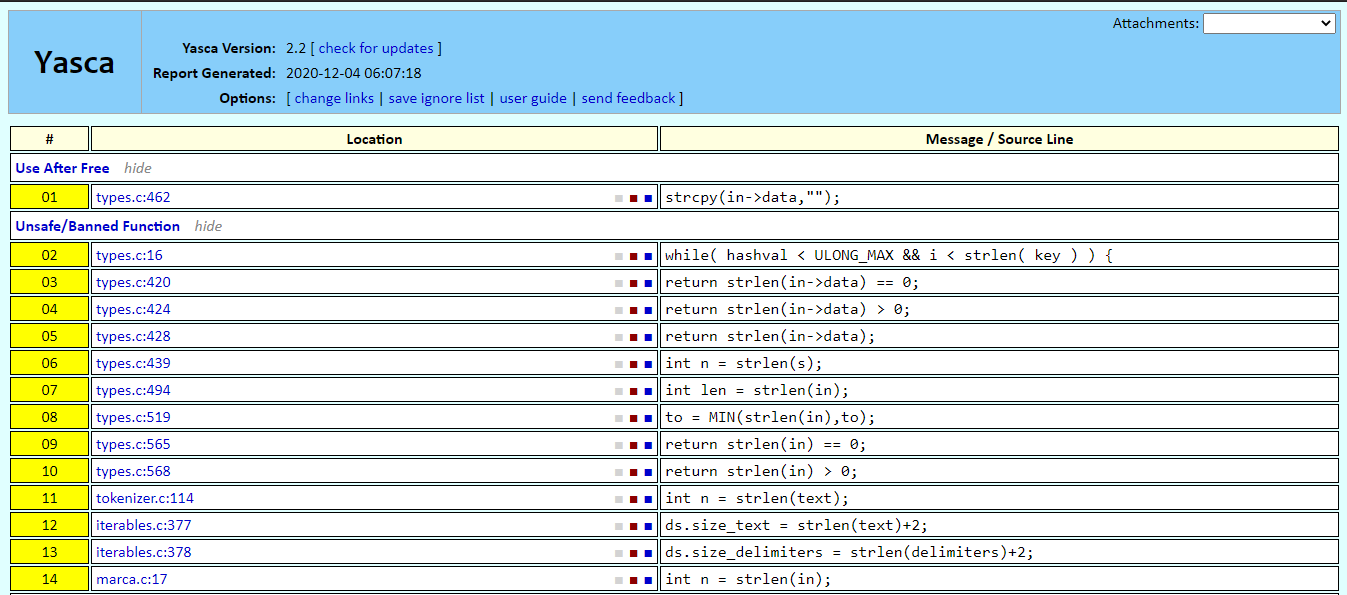 Attachments:
Yasca
Yasca Version: 2.2 [ check for updates ]
Report Generated: 2020-12-04 06:07:18
Options: [ change links | save ignore list | user guide | send feedback ]
# Location Message / Source Line
Use After Free hide
01 types.c:462 strcpy(in->data,"");
Unsafe/Banned Function hide
02 types.c:16 while( hashval < ULONG_MAX && i < strlen( key ) ) {
03 types.c:420 return strlen(in->data) == 0;
04 types.c:424 return strlen(in->data) > 0;
05 types.c:428 return strlen(in->data);
06 types.c:439 int n = strlen(s);
07 types.c:494 int len = strlen(in);
08 types.c:519 to = MIN(strlen(in),to);
09 types.c:565 return strlen(in) == 0;
10 types.c:568 return strlen(in) > 0;
11 tokenizer.c:114 int n = strlen(text);
12 iterables.c:377 ds.size_text = strlen(text)+2;
13 iterables.c:378 ds.size_delimiters = strlen(delimiters)+2;
14 marca.c:17 int n = strlen(in);